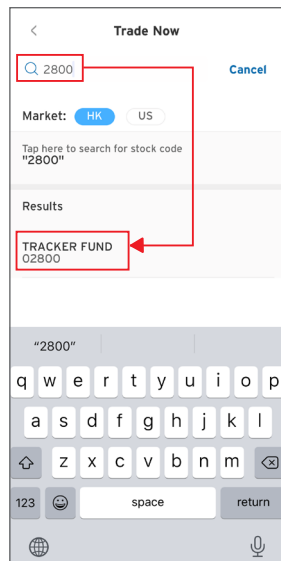 Trade Now
2800
Cancel
Market: HK US
Tap here to search for stock code
"2800"
Results
TRACKER FUND
02800
“2800”
q w e r t y u i o p
a s d f g h j k l
z x c v b n m
123 space return